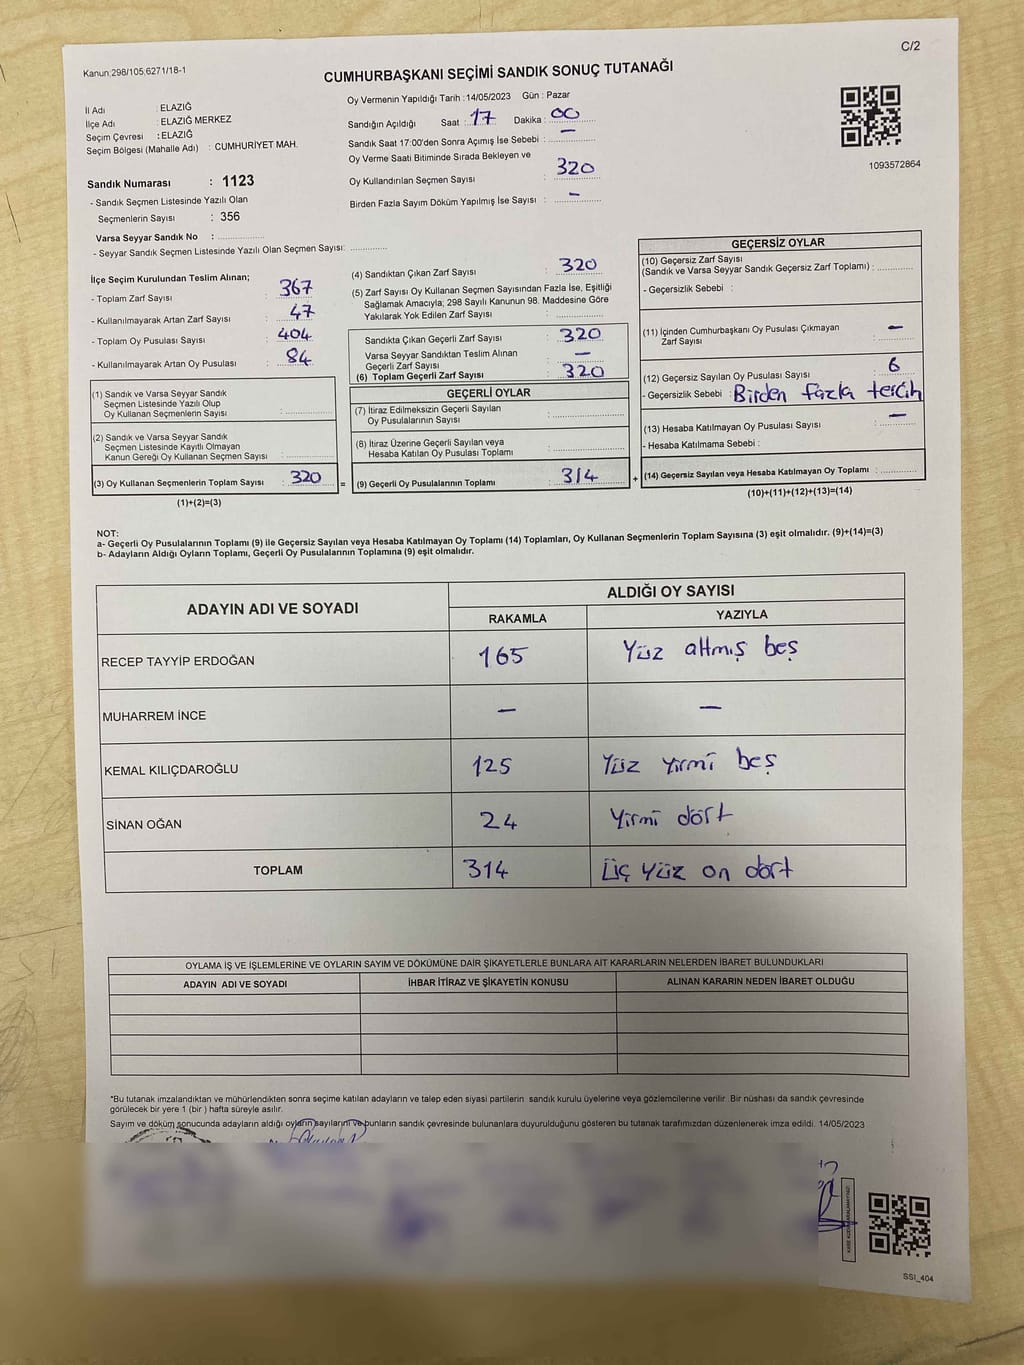 C/2
Kanun;298/105;6271/18-1
CUMHURBAŞKANI SEÇİMİ SANDIK SONUÇ TUTANAĞI
İl Adı : ELAZIĞ
İlçe Adı : ELAZIĞ MERKEZ
Seçim Çevresi : ELAZIĞ
Seçim Bölgesi (Mahalle Adı) : CUMHURİYET MAH.
Oy Vermenin Yapıldığı Tarih : 14/05/2023 Gün : Pazar
Sandığın Açıldığı Saat : 17 Dakika : 00
Sandık Saat 17:00'den Sonra Açımış İse Sebebi : —
Oy Verme Saati Bitiminde Sırada Bekleyen ve
Oy Kullandırılan Seçmen Sayısı : 320
Birden Fazla Sayım Döküm Yapılmış İse Sayısı : —
1093572864
Sandık Numarası : 1123
- Sandık Seçmen Listesinde Yazılı Olan
Seçmenlerin Sayısı : 356
Varsa Seyyar Sandık No : ....................
- Seyyar Sandık Seçmen Listesinde Yazılı Olan Seçmen Sayısı: ............
İlçe Seçim Kurulundan Teslim Alınan;
- Toplam Zarf Sayısı : 367
- Kullanılmayarak Artan Zarf Sayısı : 47
- Toplam Oy Pusulası Sayısı : 404
- Kullanılmayarak Artan Oy Pusulası : 84
(1) Sandık ve Varsa Seyyar Sandık
Seçmen Listesinde Yazılı Olup
Oy Kullanan Seçmenlerin Sayısı : ................
(2) Sandık ve Varsa Seyyar Sandık
Seçmen Listesinde Kayıtlı Olmayan
Kanun Gereği Oy Kullanan Seçmen Sayısı : ................
(3) Oy Kullanan Seçmenlerin Toplam Sayısı : 320
(1)+(2)=(3)
=
(4) Sandıktan Çıkan Zarf Sayısı : 320
(5) Zarf Sayısı Oy Kullanan Seçmen Sayısından Fazla İse, Eşitliği
Sağlamak Amacıyla; 298 Sayılı Kanunun 98. Maddesine Göre
Yakılarak Yok Edilen Zarf Sayısı : ................
Sandıkta Çıkan Geçerli Zarf Sayısı : 320
Varsa Seyyar Sandıktan Teslim Alınan
Geçerli Zarf Sayısı : —
(6) Toplam Geçerli Zarf Sayısı : 320
GEÇERLİ OYLAR
(7) İtiraz Edilmeksizin Geçerli Sayılan
Oy Pusulasının Sayısı : ................
(8) İtiraz Üzerine Geçerli Sayılan veya
Hesaba Katılan Oy Pusulası Toplamı : ................
(9) Geçerli Oy Pusulalarının Toplamı : 314
+
GEÇERSİZ OYLAR
(10) Geçersiz Zarf Sayısı
(Sandık ve Varsa Seyyar Sandık Geçersiz Zarf Toplamı) : ............
- Geçersizlik Sebebi :
(11) İçinden Cumhurbaşkanı Oy Pusulası Çıkmayan
Zarf Sayısı : —
(12) Geçersiz Sayılan Oy Pusulası Sayısı : 6
- Geçersizlik Sebebi : Birden fazla tercih
(13) Hesaba Katılmayan Oy Pusulası Sayısı : —
- Hesaba Katılmama Sebebi :
(14) Geçersiz Sayılan veya Hesaba Katılmayan Oy Toplamı : ............
(10)+(11)+(12)+(13)=(14)
NOT:
a- Geçerli Oy Pusulalarının Toplamı (9) ile Geçersiz Sayılan veya Hesaba Katılmayan Oy Toplamı (14) Toplamları, Oy Kullanan Seçmenlerin Toplam Sayısına (3) eşit olmalıdır. (9)+(14)=(3)
b- Adayların Aldığı Oyların Toplamı, Geçerli Oy Pusulalarının Toplamına (9) eşit olmalıdır.
ADAYIN ADI VE SOYADI ALDIĞI OY SAYISI
RAKAMLA YAZIYLA
RECEP TAYYİP ERDOĞAN 165 Yüz altmış beş
MUHARREM İNCE — —
KEMAL KILIÇDAROĞLU 125 Yüz yirmi beş
SİNAN OĞAN 24 Yirmi dört
TOPLAM 314 Üç yüz on dört
OYLAMA İŞ VE İŞLEMLERİNE VE OYLARIN SAYIM VE DÖKÜMÜNE DAİR ŞİKAYETLERLE BUNLARA AİT KARARLARIN NELERDEN İBARET BULUNDUKLARI
ADAYIN ADI VE SOYADI İHBAR İTİRAZ VE ŞİKAYETİN KONUSU ALINAN KARARIN NEDEN İBARET OLDUĞU
"Bu tutanak imzalandıktan ve mühürlendikten sonra seçime katılan adayların ve talep eden siyasi partilerin sandık kurulu üyelerine veya gözlemcilerine verilir .Bir nüshası da sandık çevresinde
görülecek bir yere 1 (bir ) hafta süreyle asılır.
Sayım ve döküm sonucunda adayların aldığı oyların sayılarını ve bunların sandık çevresinde bulunanlara duyurulduğunu gösteren bu tutanak tarafımızdan düzenlenerek imza edildi. 14/05/2023
SSI_404